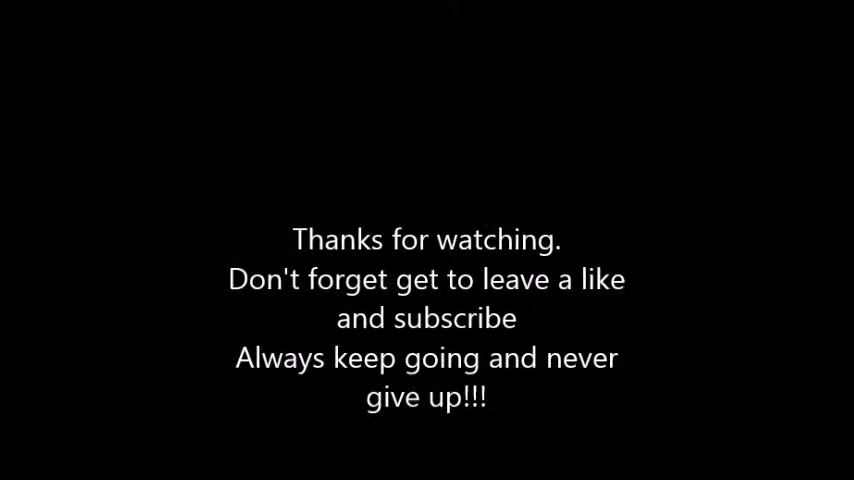 Thanks for watching.
Don't forget get to leave a like
and subscribe
Always keep going and never
give up!!!